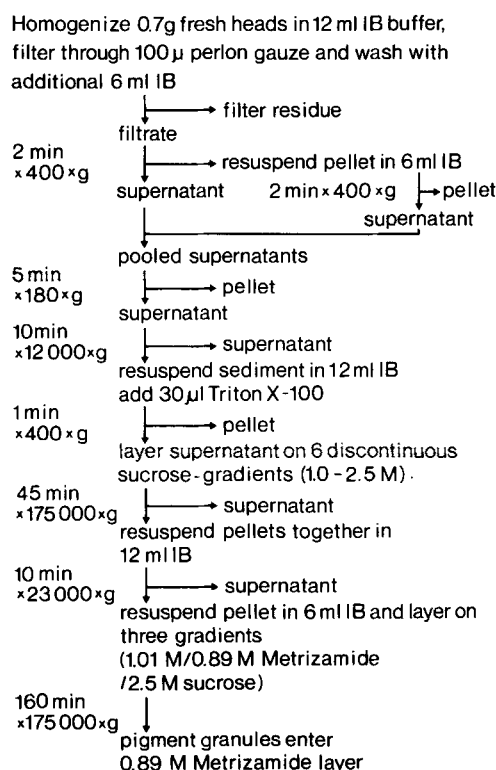 Homogenize 0.7g fresh heads in 12 ml IB buffer,
filter through 100µ perlon gauze and wash with
additional 6 ml IB
filter residue
filtrate
2 min
×400×g
resuspend pellet in 6 ml IB
supernatant
2 min×400×g
pellet
supernatant
pooled supernatants
5 min
×180×g
pellet
supernatant
10min
×12 000×g
supernatant
resuspend sediment in 12 ml IB
add 30µl Triton X-100
1 min
×400×g
pellet
layer supernatant on 6 discontinuous
sucrose-gradients (1.0-2.5 M).
45 min
×175 000×g
supernatant
resuspend pellets together in
12 ml IB
10 min
×23 000×g
supernatant
resuspend pellet in 6 ml IB and layer on
three gradients
(1.01 M/0.89 M Metrizamide
/2.5 M sucrose)
160 min
×175 000×g
pigment granules enter
0.89 M Metrizamide layer